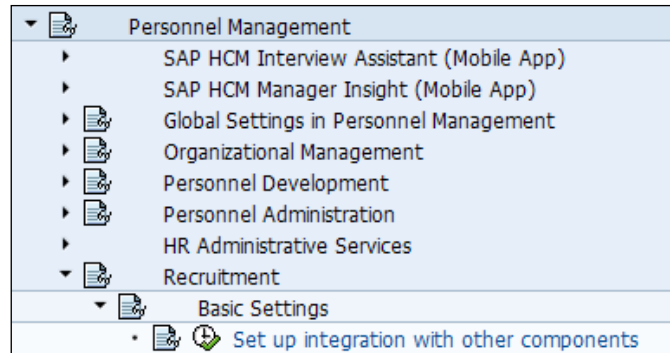 Personnel Management
SAP HCM Interview Assistant (Mobile App)
SAP HCM Manager Insight (Mobile App)
Global Settings in Personnel Management
Organizational Management
Personnel Development
Personnel Administration
HR Administrative Services
Recruitment
Basic Settings
Set up integration with other components